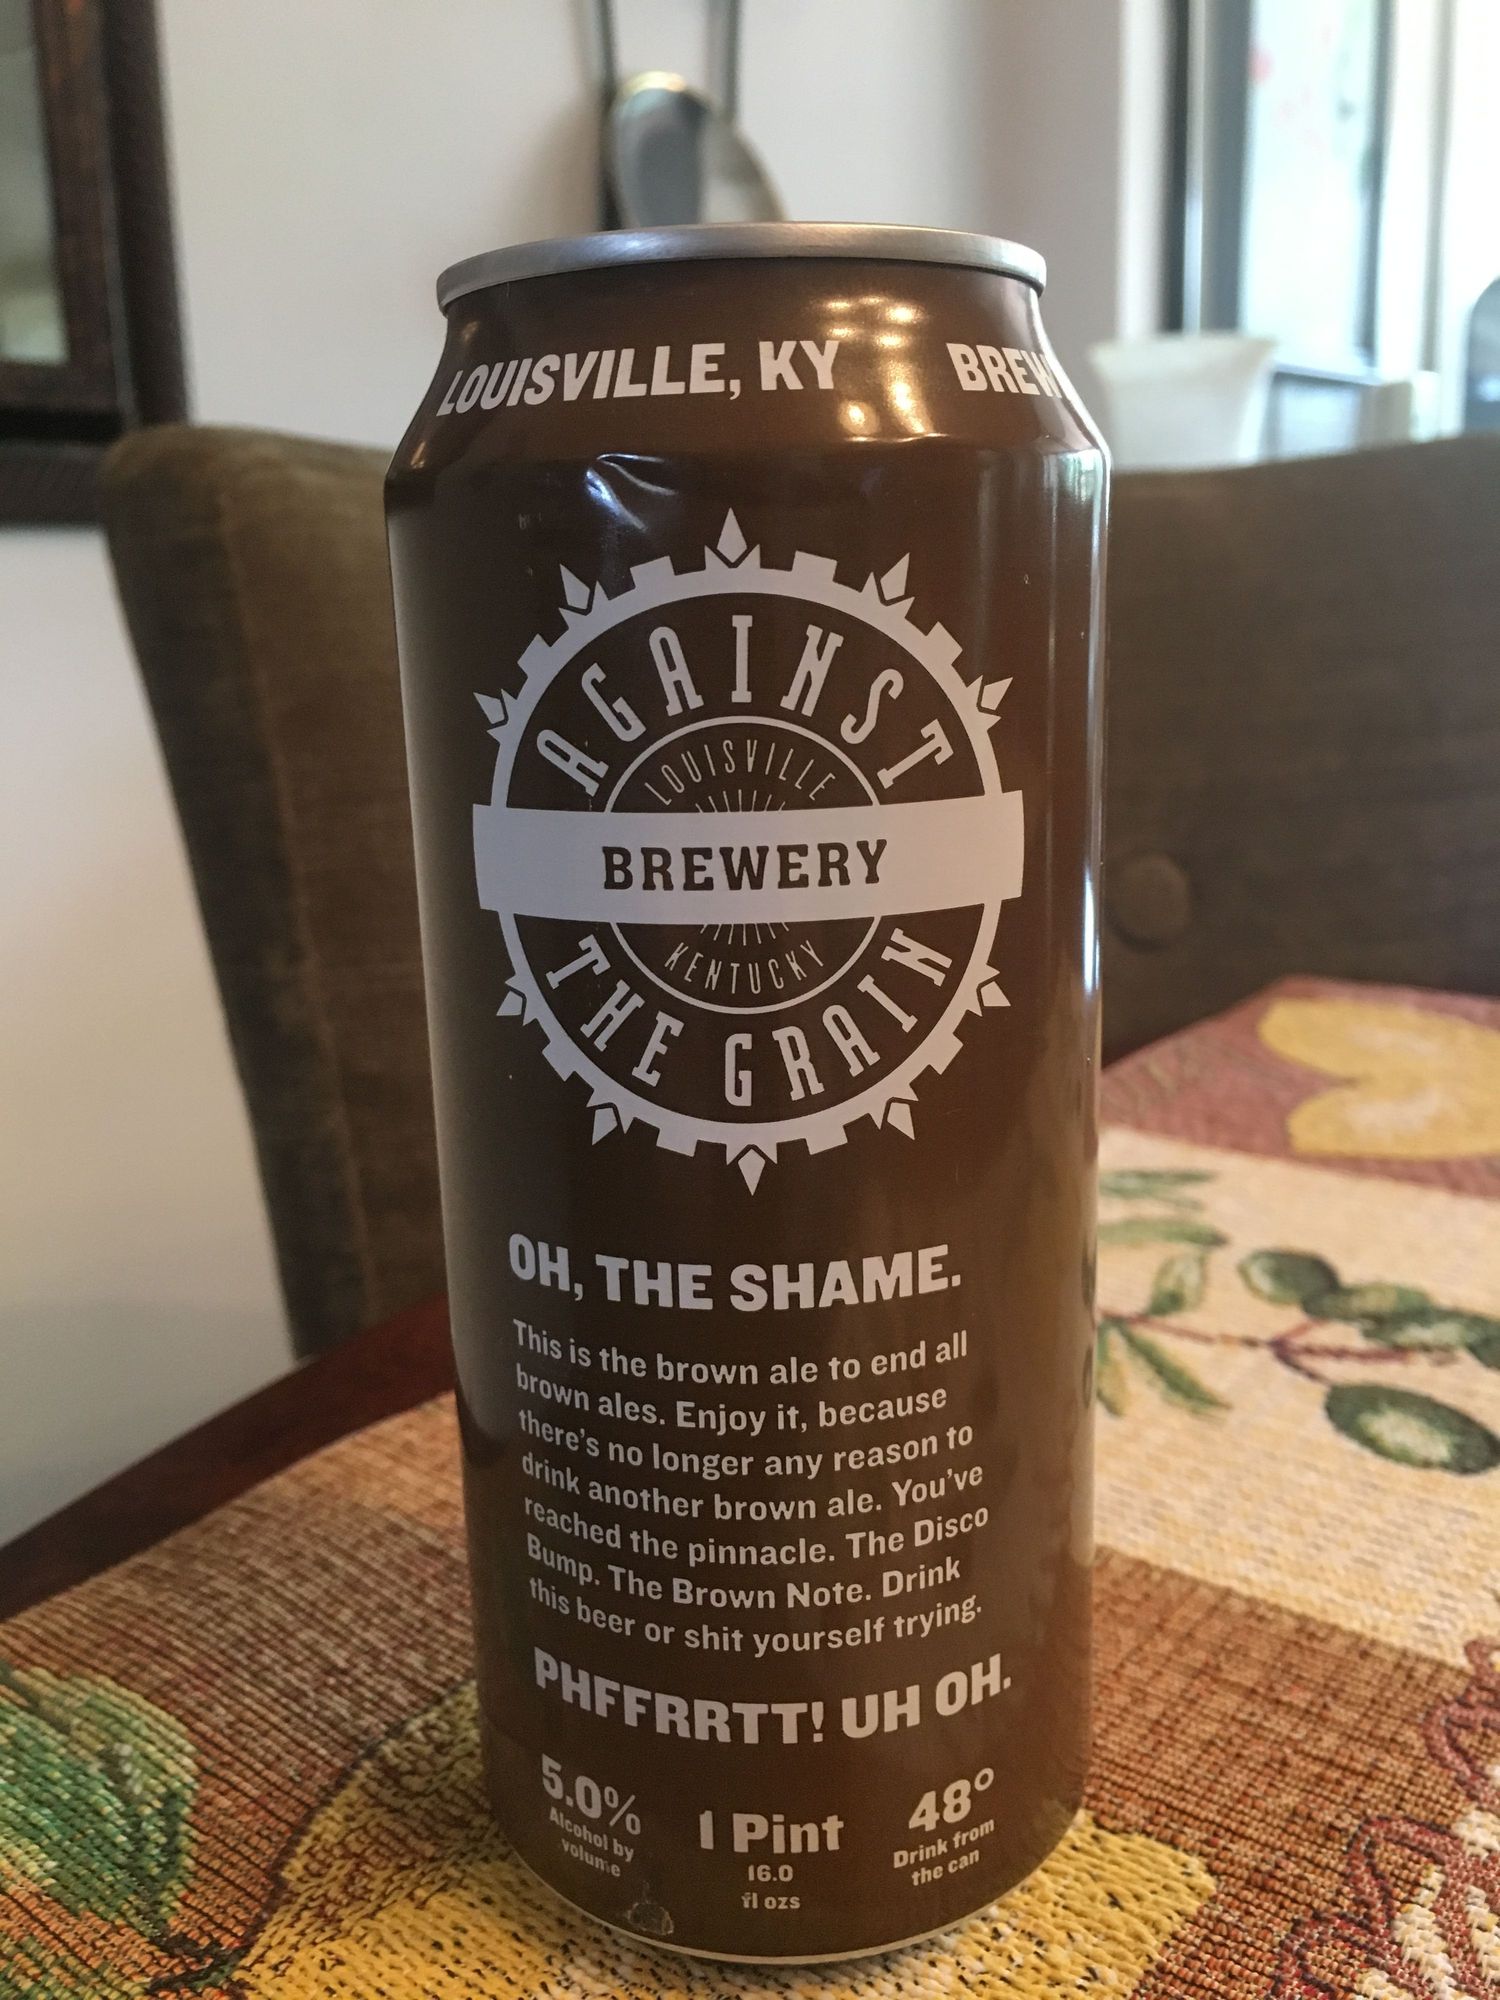 LOUISVILLE, KY BREW
AGAINST
LOUISVILLE
BREWERY
KENTUCKY
THE GRAIN
OH, THE SHAME.
This is the brown ale to end all
brown ales. Enjoy it, because
there's no longer any reason to
drink another brown ale. You've
reached the pinnacle. The Disco
Bump. The Brown Note. Drink
this beer or shit yourself trying.
PHFFRRTT! UH OH.
5.0%
Alcohol by
volume
1 Pint
16.0
fl ozs
48°
Drink from
the can